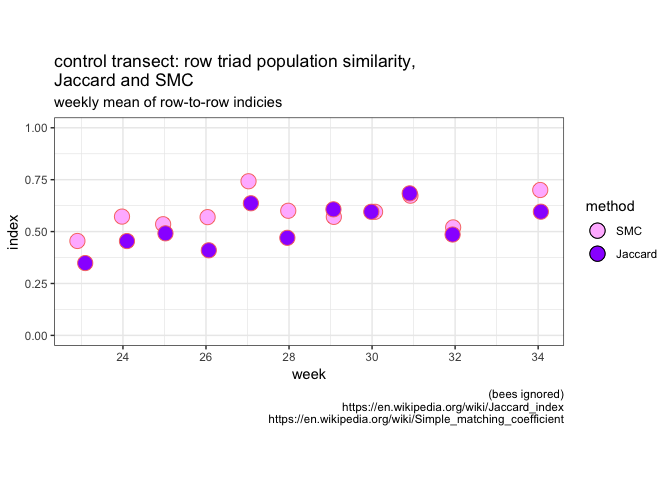 control transect: row triad population similarity,
Jaccard and SMC
weekly mean of row-to-row indicies
1.00
0.75
0.50
0.25
0.00
index
24 26 28 30 32 34
week
method
SMC
Jaccard
(bees ignored)
https://en.wikipedia.org/wiki/Jaccard_index
https://en.wikipedia.org/wiki/Simple_matching_coefficient